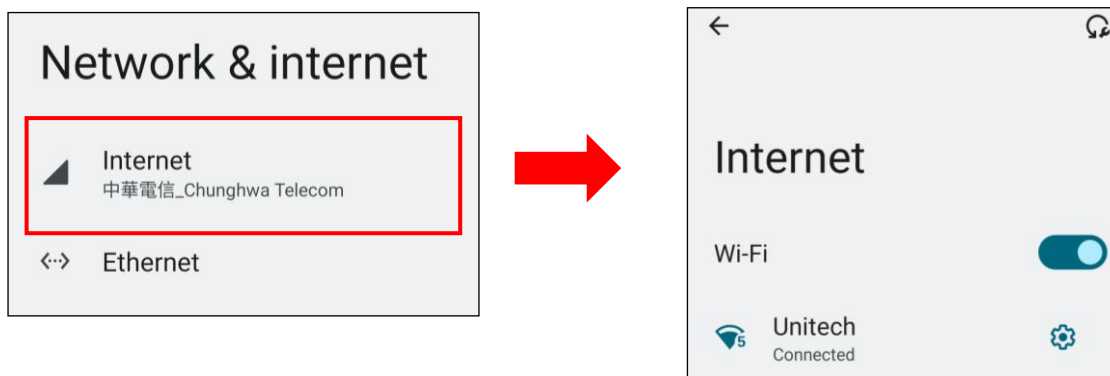 Network & internet
Internet
中華電信_Chunghwa Telecom
Ethernet
Internet
Wi-Fi
5
Unitech
Connected